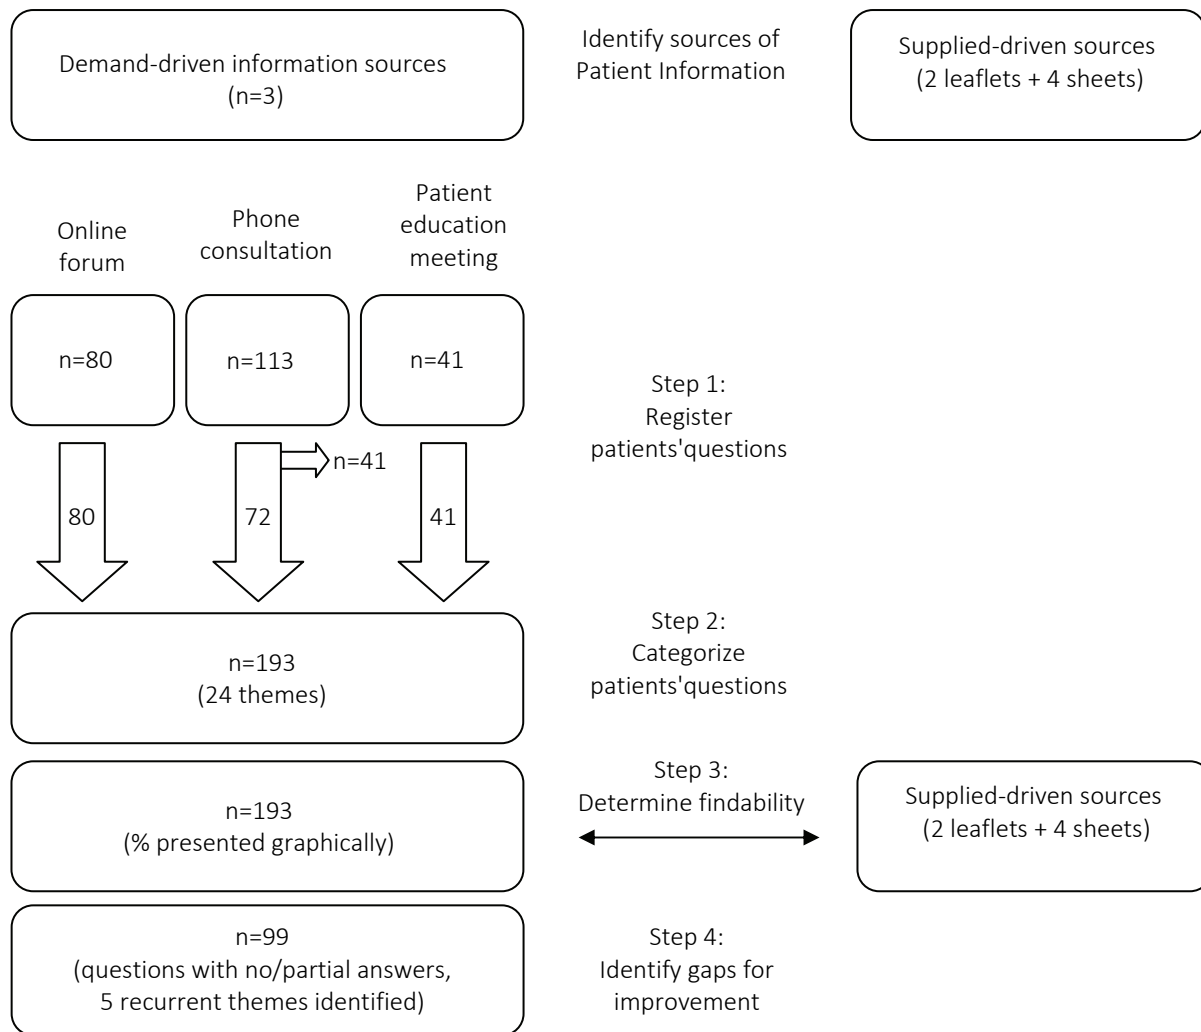 Demand-driven information sources
(n=3)
Identify sources of
Patient Information
Supplied-driven sources
(2 leaflets + 4 sheets)
Online
forum
Phone
consultation
Patient
education
meeting
n=80
n=113
n=41
Step 1:
Register
patients'questions
n=41
80
72
41
n=193
(24 themes)
Step 2:
Categorize
patients'questions
n=193
(% presented graphically)
Step 3:
Determine findability
Supplied-driven sources
(2 leaflets + 4 sheets)
n=99
(questions with no/partial answers,
5 recurrent themes identified)
Step 4:
Identify gaps for
improvement